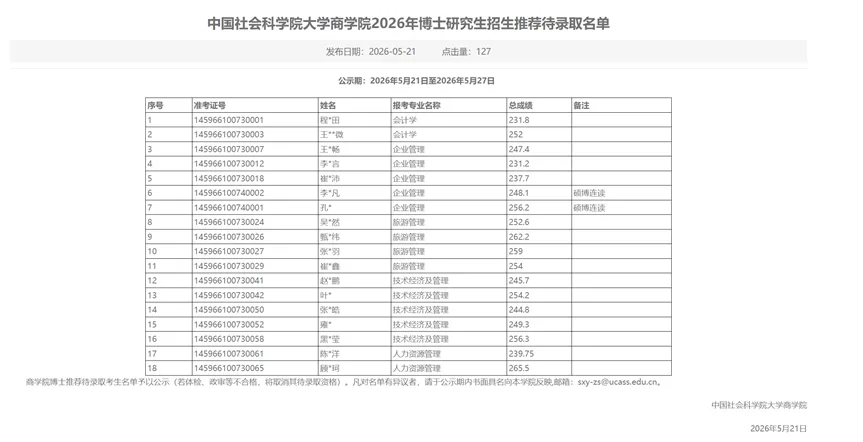 中国社会科学院大学商学院2026年博士研究生招生推荐待录取名单
发布日期：2026-05-21 点击量：127
公示期：2026年5月21日至2026年5月27日
序号 准考证号 姓名 报考专业名称 总成绩 备注
1 145966100730001 程*田 会计学 231.8
2 145966100730003 王**微 会计学 252
3 145966100730007 王*畅 企业管理 247.4
4 145966100730012 李*言 企业管理 231.2
5 145966100730018 崔*沛 企业管理 237.7
6 145966100740002 李*凡 企业管理 248.1 硕博连读
7 145966100740001 孔* 企业管理 256.2 硕博连读
8 145966100730024 吴*然 旅游管理 252.6
9 145966100730026 甄*纬 旅游管理 262.2
10 145966100730027 张*羽 旅游管理 259
11 145966100730029 崔*鑫 旅游管理 254
12 145966100730041 赵*鹏 技术经济及管理 245.7
13 145966100730042 叶* 技术经济及管理 254.2
14 145966100730050 张*皓 技术经济及管理 244.8
15 145966100730052 雍* 技术经济及管理 249.3
16 145966100730058 黑*莹 技术经济及管理 256.3
17 145966100730061 陈*洋 人力资源管理 239.75
18 145966100730065 顾*珂 人力资源管理 265.5
商学院博士推荐待录取考生名单予以公示（若体检、政审等不合格，将取消其待录取资格）。凡对名单有异议者，请于公示期内书面具名向本学院反映,邮箱：sxy-zs@ucass.edu.cn。
中国社会科学院大学商学院
2026年5月21日